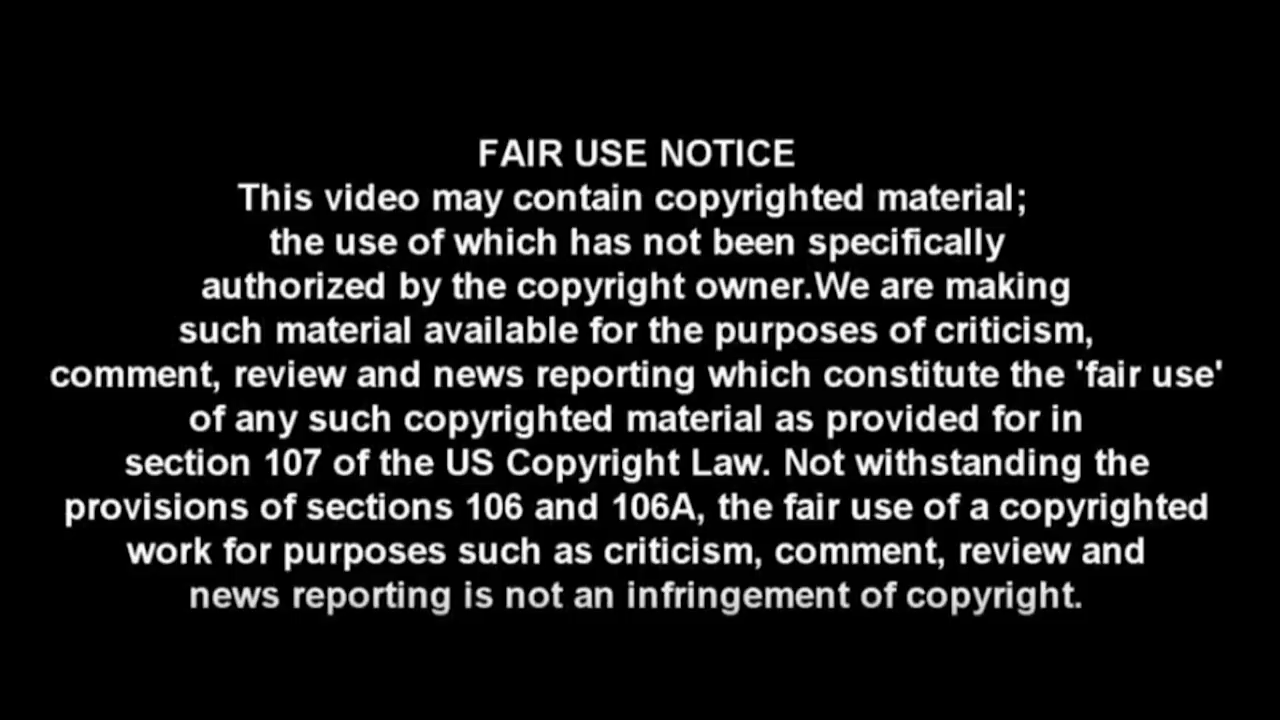 FAIR USE NOTICE
This video may contain copyrighted material;
the use of which has not been specifically
authorized by the copyright owner.We are making
such material available for the purposes of criticism,
comment, review and news reporting which constitute the 'fair use'
of any such copyrighted material as provided for in
section 107 of the US Copyright Law. Not withstanding the
provisions of sections 106 and 106A, the fair use of a copyrighted
work for purposes such as criticism, comment, review and
news reporting is not an infringement of copyright.